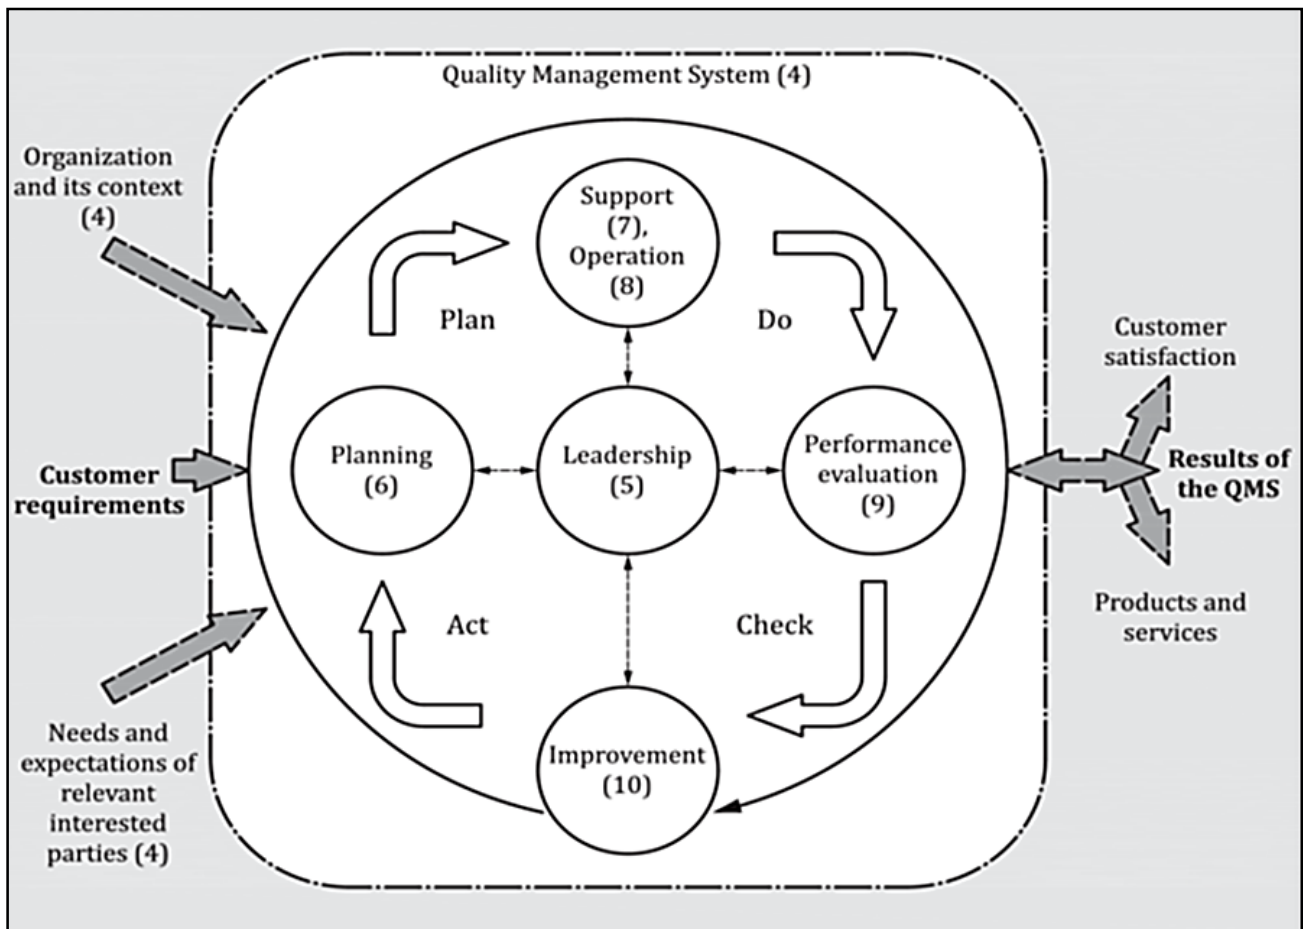 Quality Management System (4)
Organization
and its context
(4)
Support
(7),
Operation
(8)
Plan
Do
Customer
satisfaction
Planning
(6)
Leadership
(5)
Performance
evaluation
(9)
Customer
requirements
Results of
the QMS
Act
Check
Products and
services
Needs and
expectations of
relevant
interested
parties (4)
Improvement
(10)